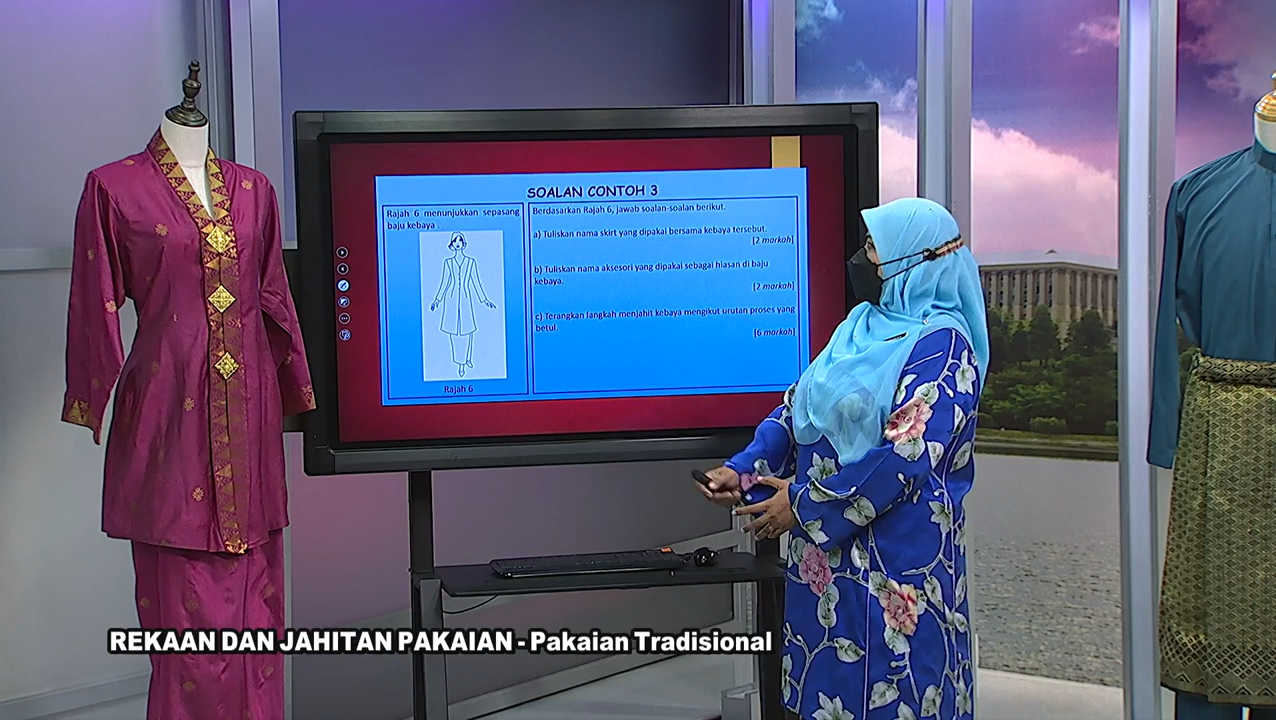 SOALAN CONTOH 3
Rajah 6 menunjukkan sepasang
baju kebaya .
Rajah 6
Berdasarkan Rajah 6, jawab soalan-soalan berikut.
a) Tuliskan nama skirt yang dipakai bersama kebaya tersebut.
[2 markah]
b) Tuliskan nama aksesori yang dipakai sebagai hiasan di baju
kebaya.
[2 markah]
c) Terangkan langkah menjahit kebaya mengikut urutan proses yang
betul.
[6 markah]
REKAAN DAN JAHITAN PAKAIAN - Pakaian Tradisional